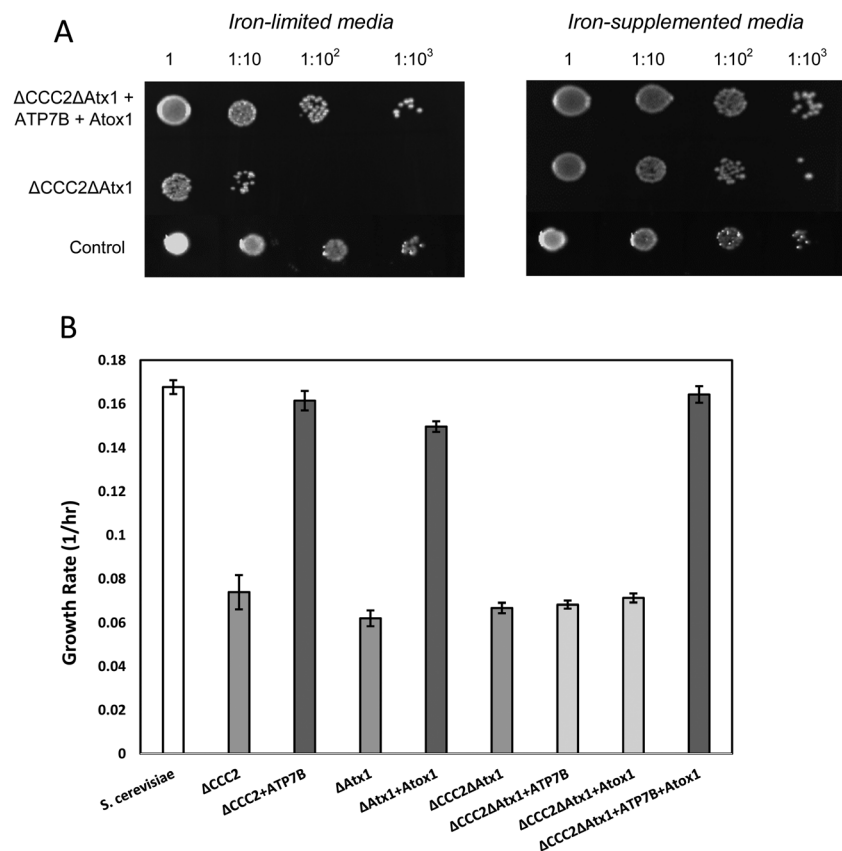 A
Iron-limited media
Iron-supplemented media
1 1:10 1:10² 1:10³
1 1:10 1:10² 1:10³
ΔCCC2ΔAtx1 +
ATP7B + Atox1
ΔCCC2ΔAtx1
Control
B
Growth Rate (1/hr)
0.18
0.16
0.14
0.12
0.1
0.08
0.06
0.04
0.02
0
S. cerevisiae
ΔCCC2
ΔCCC2+ATP7B
ΔAtx1
ΔAtx1+Atox1
ΔCCC2ΔAtx1
ΔCCC2ΔAtx1+ATP7B
ΔCCC2ΔAtx1+Atox1
ΔCCC2ΔAtx1+ATP7B+Atox1